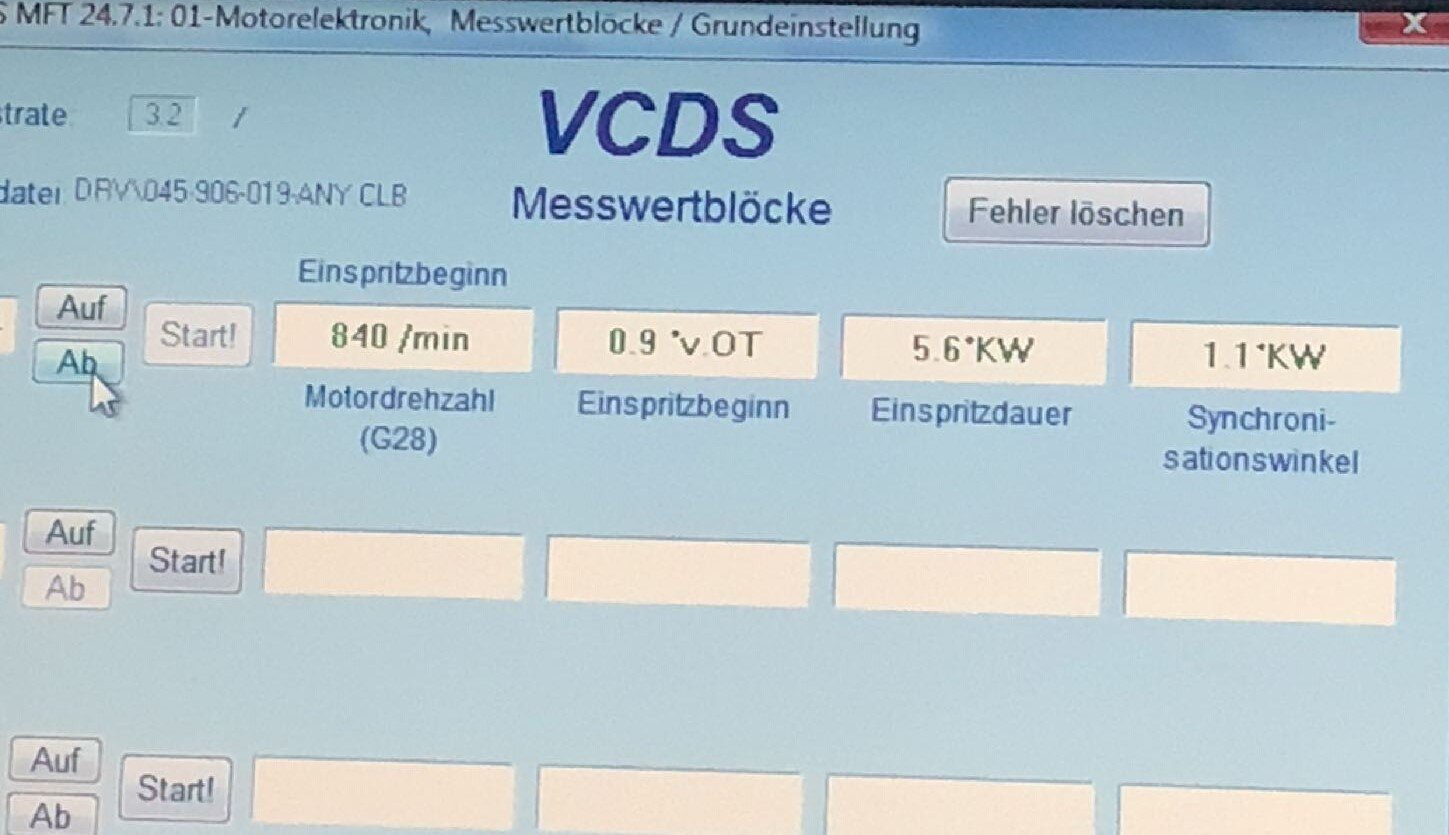 MFT 24.7.1: 01-Motorelektronik, Messwertblöcke / Grundeinstellung
X
3.2 /
VCDS
DRV\045-906-019-ANY.CLB
Messwertblöcke
Fehler löschen
Einspritzbeginn
Auf
Start!
840 /min
0.9 °v.OT
5.6°KW
1.1°KW
Ab
Motordrehzahl
(G28)
Einspritzbeginn
Einspritzdauer
Synchroni-
sationswinkel
Auf
Start!
Ab
Auf
Start!
Ab